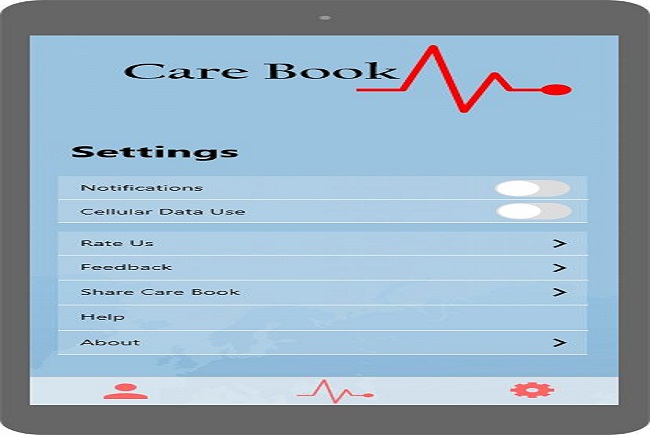 Care Book
Settings
Notifications
Cellular Data Use
Rate Us
Feedback
Share Care Book
Help
About